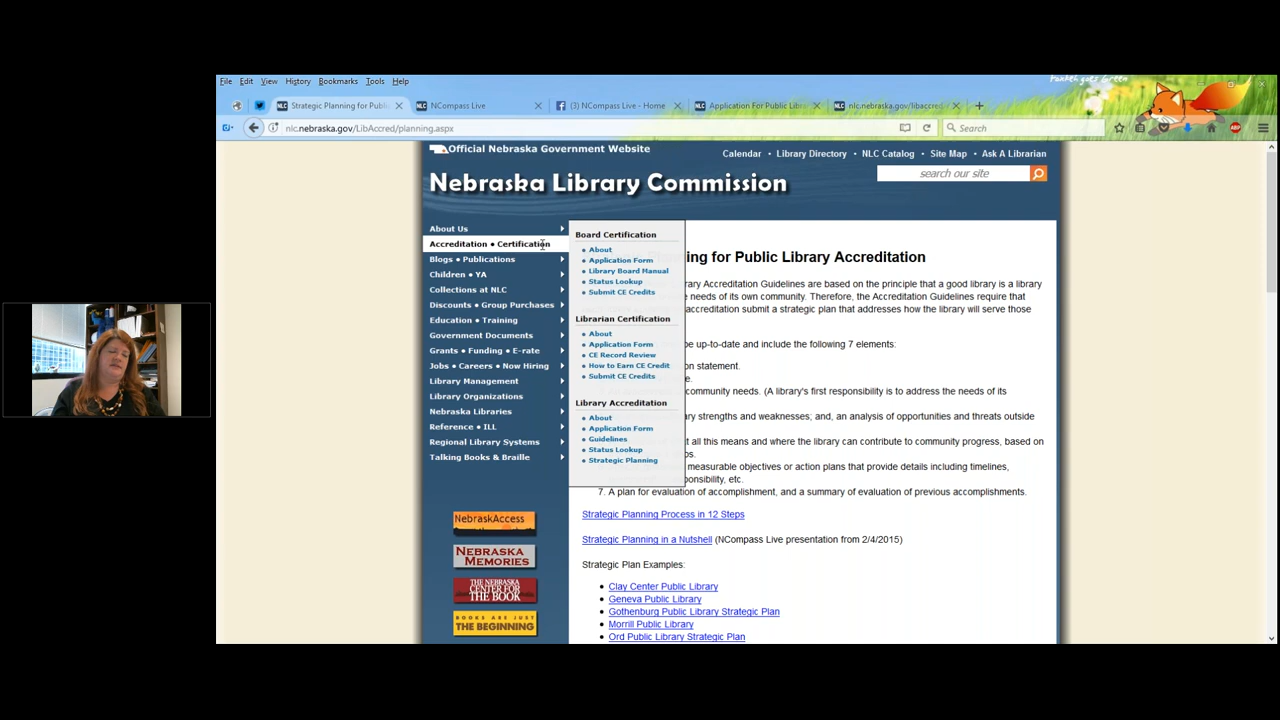 Foxkeh goes Green
File Edit View History Bookmarks Tools Help
Strategic Planning for Publi
NCompass Live
(3) NCompass Live - Home
Application For Public Libra
nlc.nebraska.gov/libaccred
nlc.nebraska.gov/LibAccred/planning.aspx
Search
Official Nebraska Government Website
Calendar • Library Directory • NLC Catalog • Site Map • Ask A Librarian
Nebraska Library Commission
search our site
About Us
Accreditation • Certification
Blogs • Publications
Children • YA
Collections at NLC
Discounts • Group Purchases
Education • Training
Government Documents
Grants • Funding • E-rate
Jobs • Careers • Now Hiring
Library Management
Library Organizations
Nebraska Libraries
Reference • ILL
Regional Library Systems
Talking Books & Braille
NebraskAccess
NEBRASKA
MEMORIES
THE NEBRASKA
CENTER FOR
THE BOOK
BOOKS ARE JUST
THE BEGINNING
Board Certification
• About
• Application Form
• Library Board Manual
• Status Lookup
• Submit CE Credits
Librarian Certification
• About
• Application Form
• CE Record Review
• How to Earn CE Credit
• Submit CE Credits
Library Accreditation
• About
• Application Form
• Guidelines
• Status Lookup
• Strategic Planning
ing for Public Library Accreditation
rary Accreditation Guidelines are based on the principle that a good library is a library
e needs of its own community. Therefore, the Accreditation Guidelines require that
accreditation submit a strategic plan that addresses how the library will serve those
be up-to-date and include the following 7 elements:
on statement.
e.
community needs. (A library's first responsibility is to address the needs of its
ary strengths and weaknesses; and, an analysis of opportunities and threats outside
all this means and where the library can contribute to community progress, based on
ps.
measurable objectives or action plans that provide details including timelines,
ponsibility, etc.
7. A plan for evaluation of accomplishment, and a summary of evaluation of previous accomplishments.
Strategic Planning Process in 12 Steps
Strategic Planning in a Nutshell (NCompass Live presentation from 2/4/2015)
Strategic Plan Examples:
• Clay Center Public Library
• Geneva Public Library
• Gothenburg Public Library Strategic Plan
• Morrill Public Library
• Ord Public Library Strategic Plan